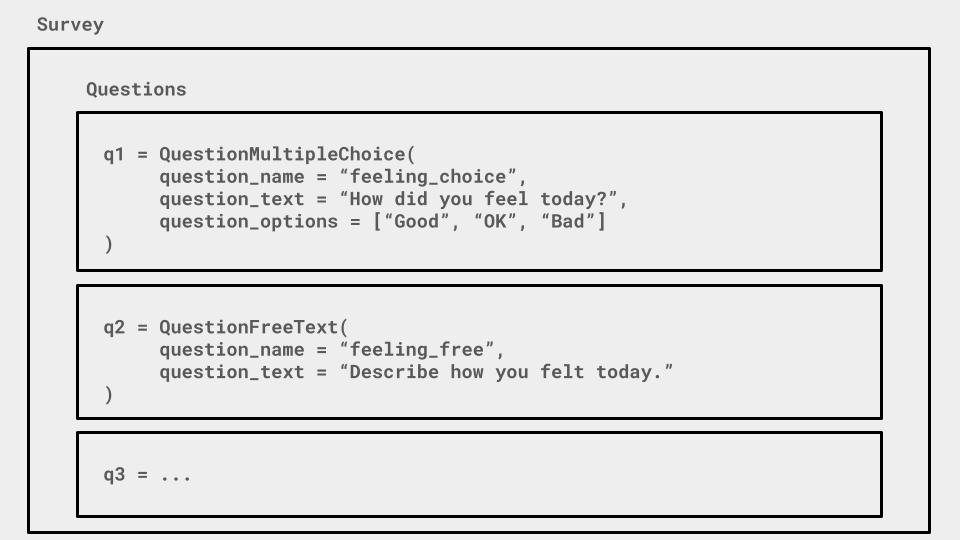 Survey
Questions
q1 = QuestionMultipleChoice(
question_name = “feeling_choice”,
question_text = “How did you feel today?”,
question_options = [“Good”, “OK”, “Bad”]
)
q2 = QuestionFreeText(
question_name = “feeling_free”,
question_text = “Describe how you felt today.”
)
q3 = ...